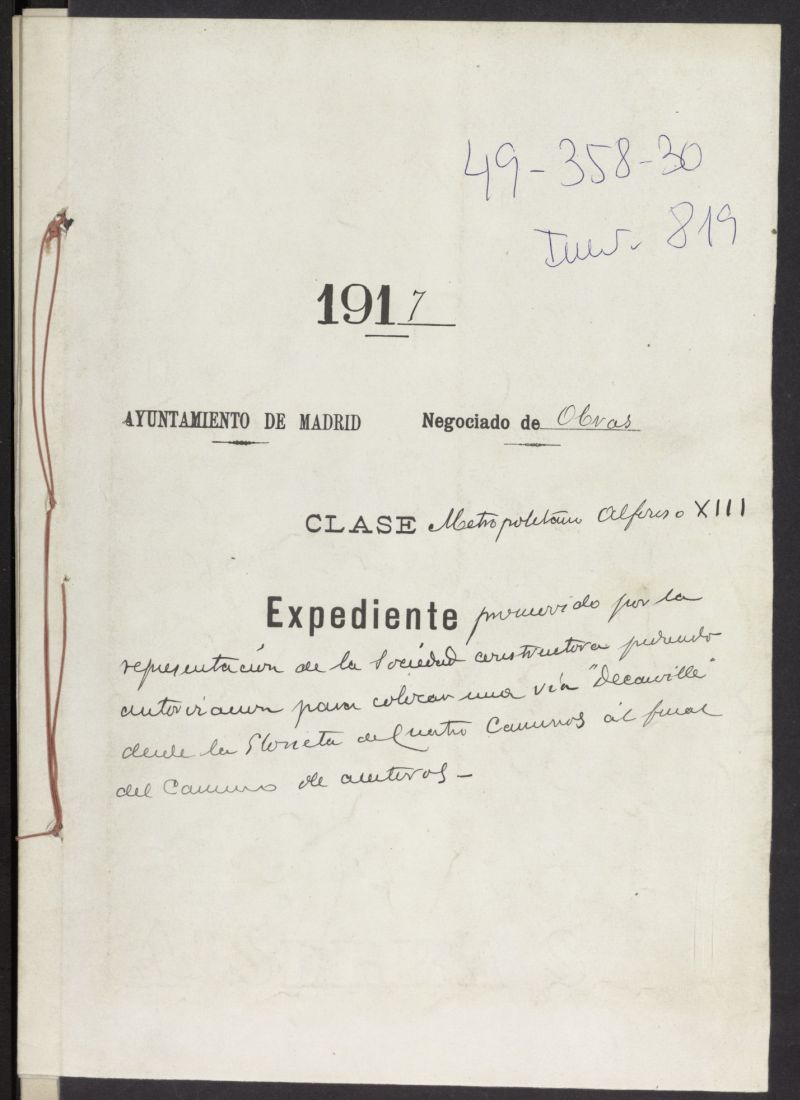 49-358-30
Inv. 819
1917
AYUNTAMIENTO DE MADRID Negociado de Obras
CLASE Metropolitano Alfonso XIII
Expediente promovido por la
representación de la Sociedad constructora pidiendo
autorizacion para colocar una vía "Decauville"
desde la Glorieta de Cuatro Caminos al final
del Camino de aceiteros-